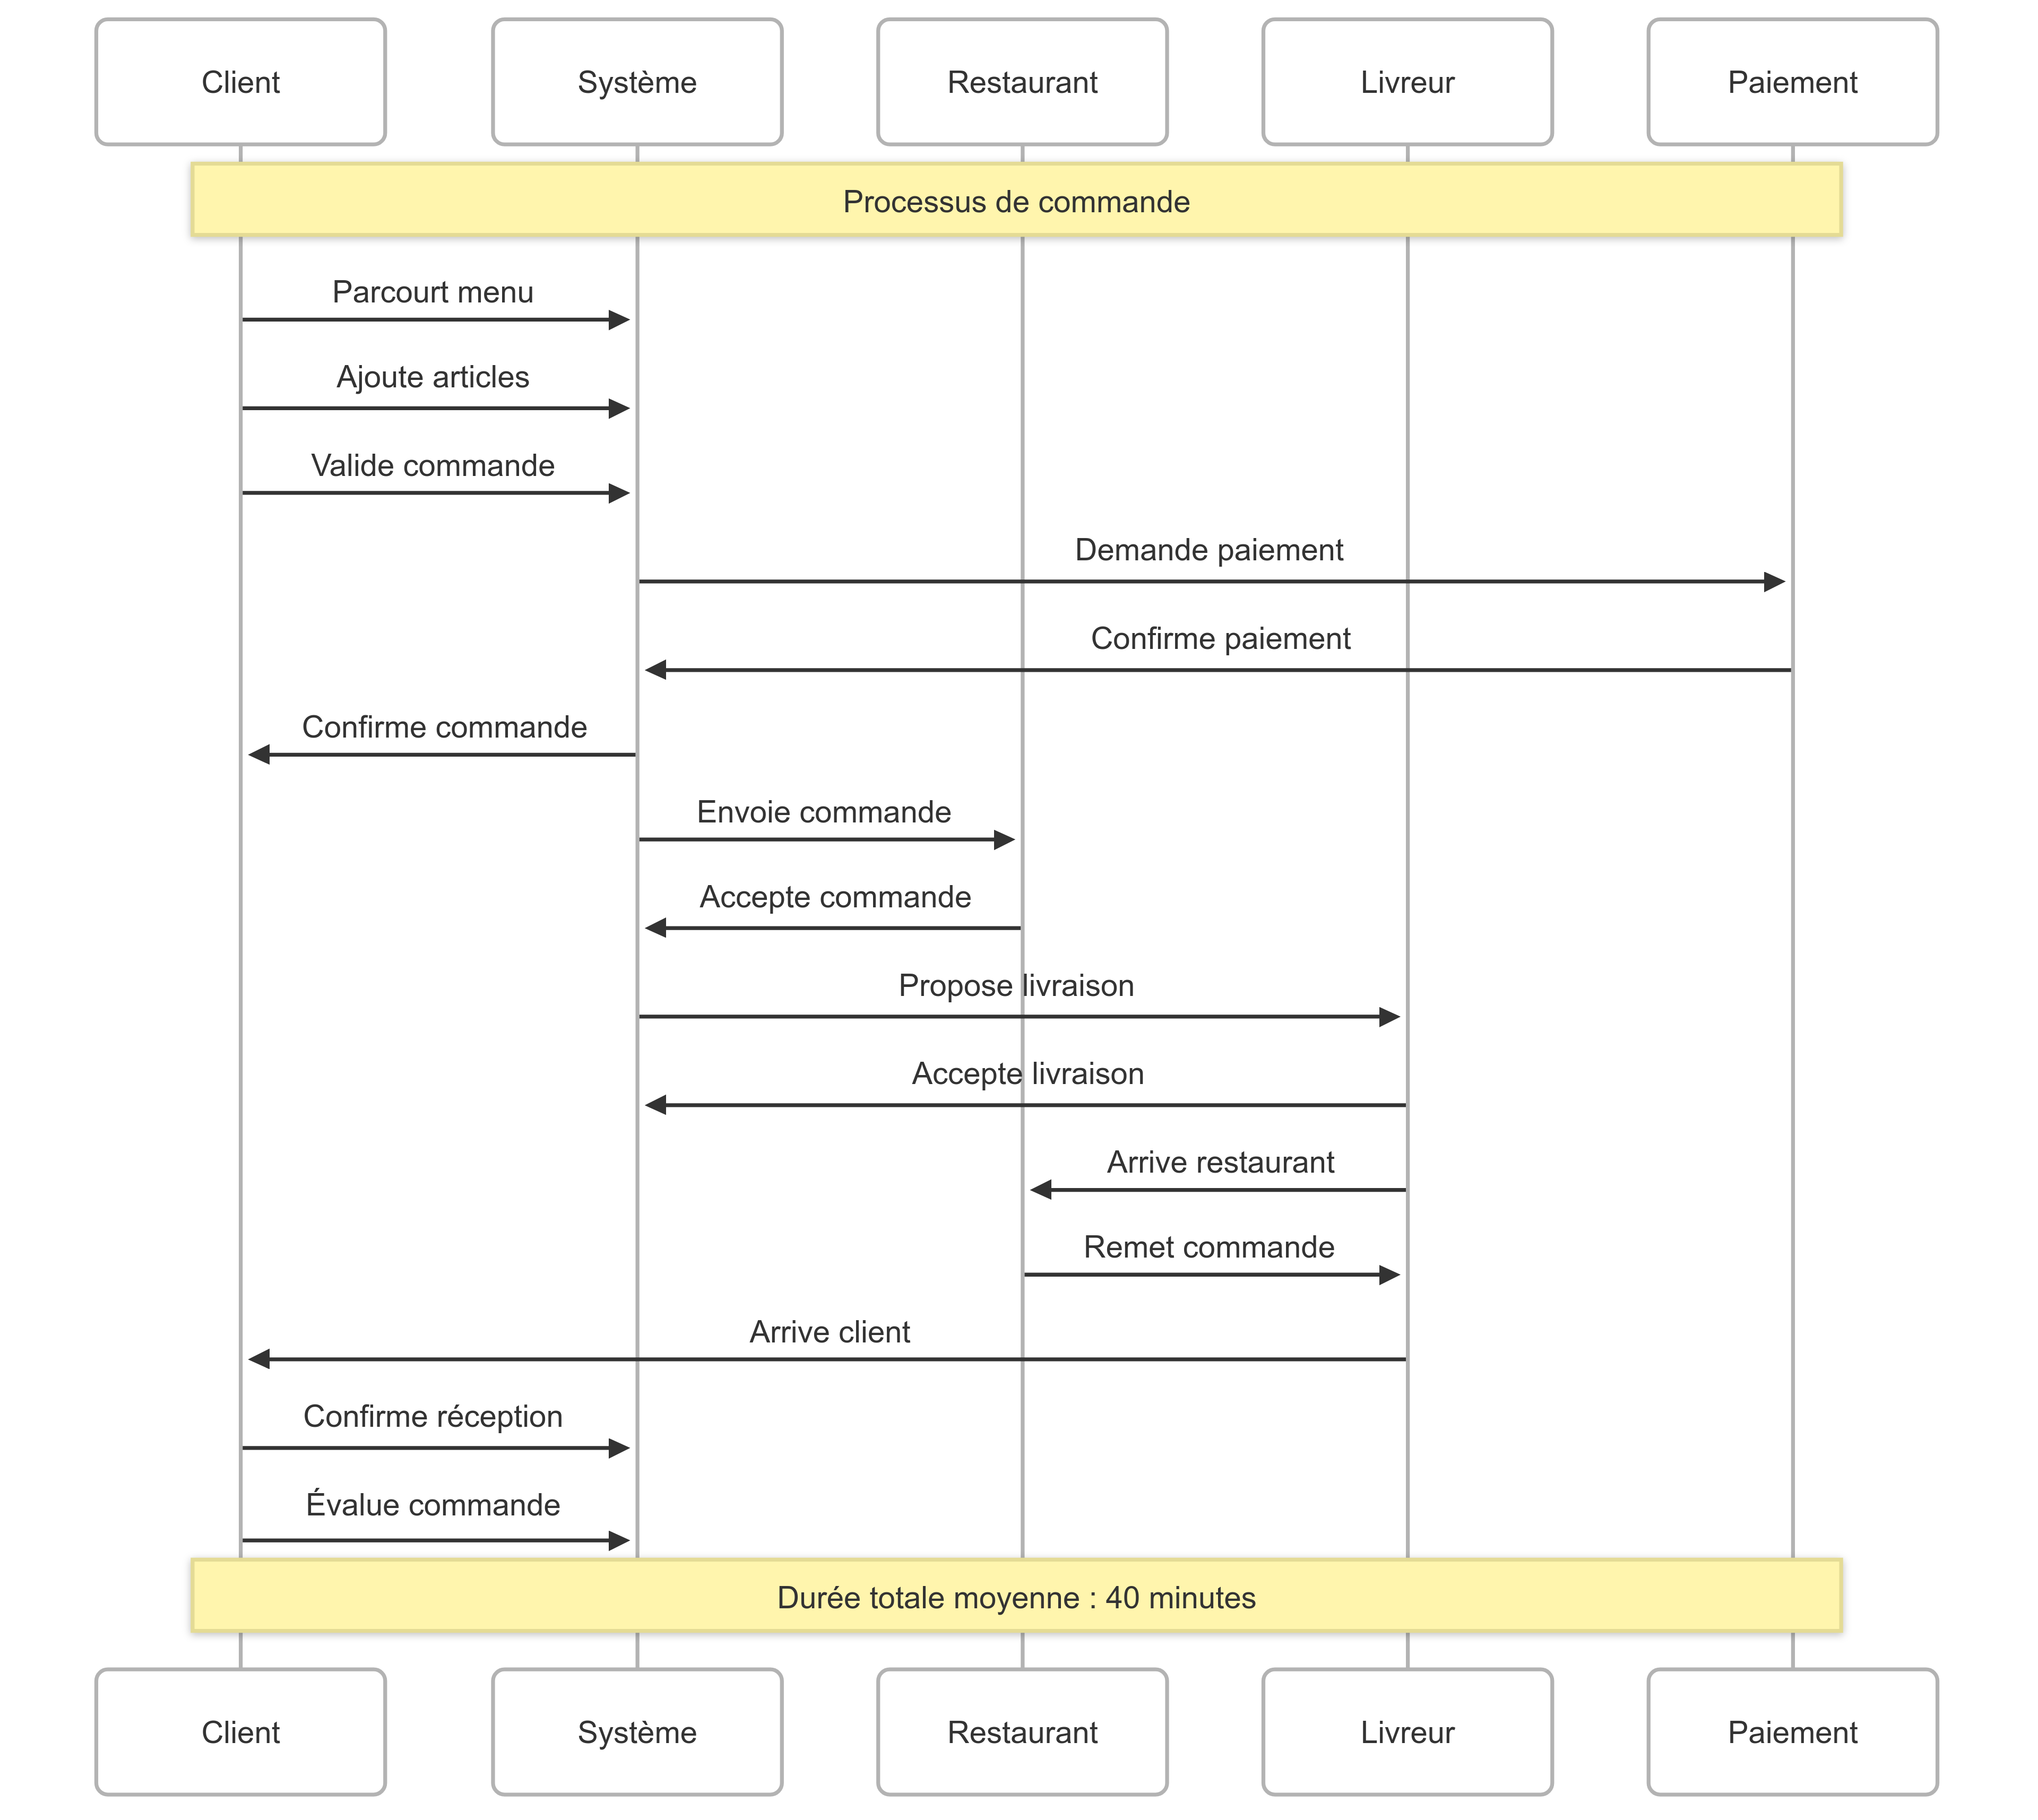 Client
Système
Restaurant
Livreur
Paiement
Processus de commande
Parcourt menu
Ajoute articles
Valide commande
Demande paiement
Confirme paiement
Confirme commande
Envoie commande
Accepte commande
Propose livraison
Accepte livraison
Arrive restaurant
Remet commande
Arrive client
Confirme réception
Évalue commande
Durée totale moyenne : 40 minutes
Client
Système
Restaurant
Livreur
Paiement